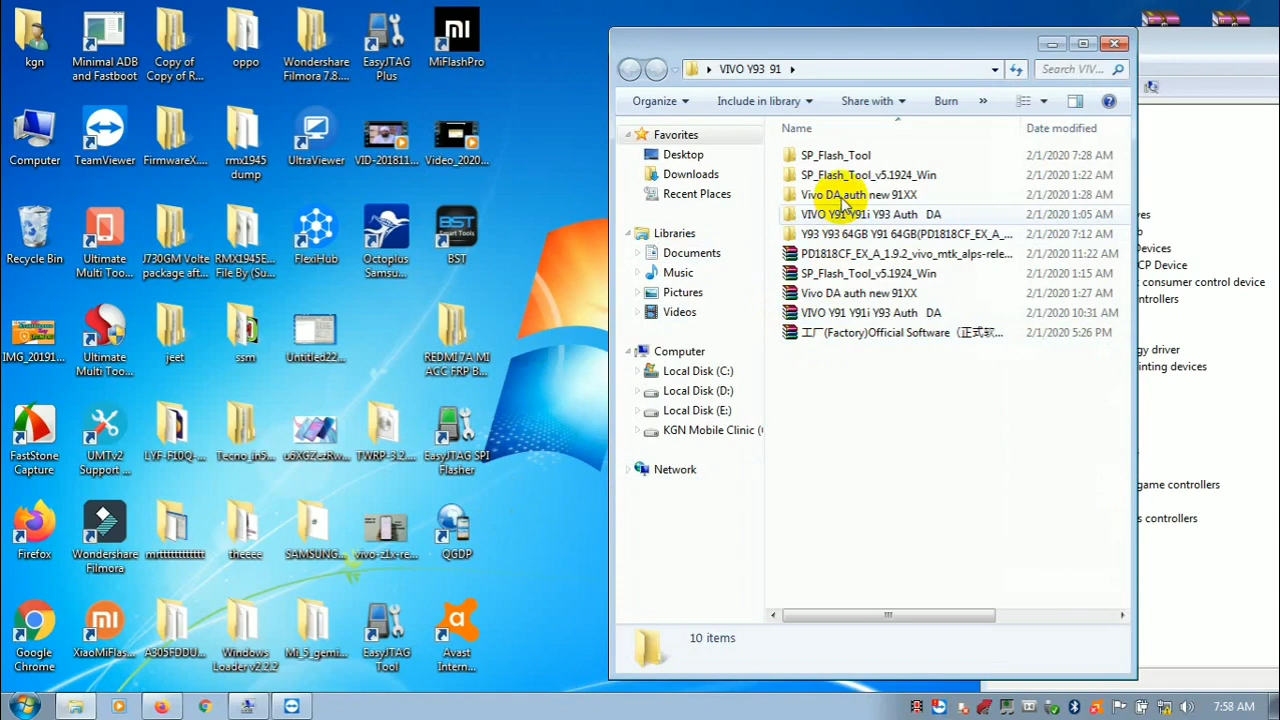 kgn
Minimal ADB and Fastboot
Copy of Copy of R...
oppo
Wondershare Filmora 7.8....
EasyJTAG Plus
MiFlashPro
Computer
TeamViewer
FirmwareX....
rmx1945 dump
UltraViewer
VID-201811...
Video_2020...
Recycle Bin
Ultimate Multi Too...
J730GM Volte package aft...
RMX1945E... File By (Su...
FlexiHub
Octoplus Samsu...
BST
IMG_20191...
Ultimate Multi Too...
jeet
ssm
Untitled22...
REDMI 7A MI ACC FRP B...
FastStone Capture
UMTv2 Support ...
LYF-F10Q-...
Tecno_in5...
u6XGZezRw...
TWRP-3.2....
EasyJTAG SPI Flasher
Firefox
Wondershare Filmora
mrttttttttttttt
theeee
SAMSUNG...
vivo-z1x-re...
QGDP
Google Chrome
XiaoMiFlas...
A305FDDU...
Windows Loader v2.2.2
Mi_5_gemi...
EasyJTAG Tool
Avast Intern...
VIVO Y93 91
Search VIV...
Organize
Include in library
Share with
Burn
»
Favorites
Desktop
Downloads
Recent Places
Libraries
Documents
Music
Pictures
Videos
Computer
Local Disk (C:)
Local Disk (D:)
Local Disk (E:)
KGN Mobile Clinic (
Network
Name Date modified
SP_Flash_Tool 2/1/2020 7:28 AM
SP_Flash_Tool_v5.1924_Win 2/1/2020 1:22 AM
Vivo DA auth new 91XX 2/1/2020 1:28 AM
VIVO Y91 Y91i Y93 Auth DA 2/1/2020 1:05 AM
Y93 Y93 64GB Y91 64GB(PD1818CF_EX_A_... 2/1/2020 7:12 AM
PD1818CF_EX_A_1.9.2_vivo_mtk_alps-rele... 2/1/2020 11:22 AM
SP_Flash_Tool_v5.1924_Win 2/1/2020 1:15 AM
Vivo DA auth new 91XX 2/1/2020 1:27 AM
VIVO Y91 Y91i Y93 Auth DA 2/1/2020 10:31 AM
工厂(Factory)Official Software（正式软... 2/1/2020 5:26 PM
10 items
ves
Devices
CP Device
consumer control device
ntrollers
gy driver
inting devices
game controllers
s controllers
7:58 AM